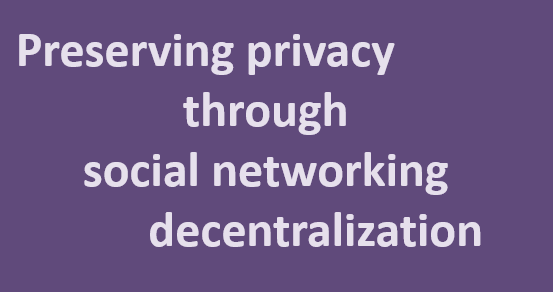 Preserving privacy
through
social networking
decentralization